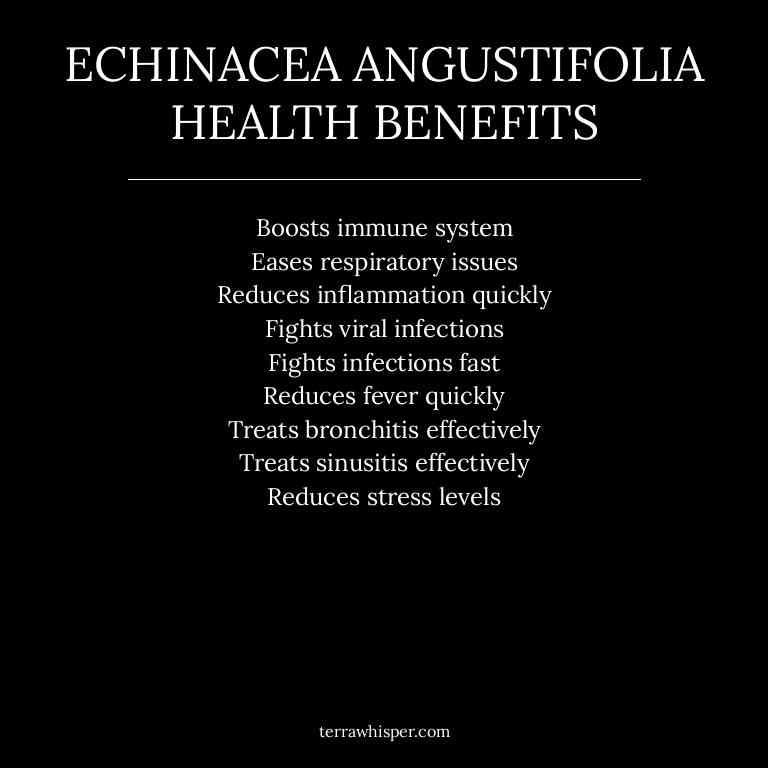 ECHINACEA ANGUSTIFOLIA
HEALTH BENEFITS
Boosts immune system
Eases respiratory issues
Reduces inflammation quickly
Fights viral infections
Fights infections fast
Reduces fever quickly
Treats bronchitis effectively
Treats sinusitis effectively
Reduces stress levels
terrawhisper.com